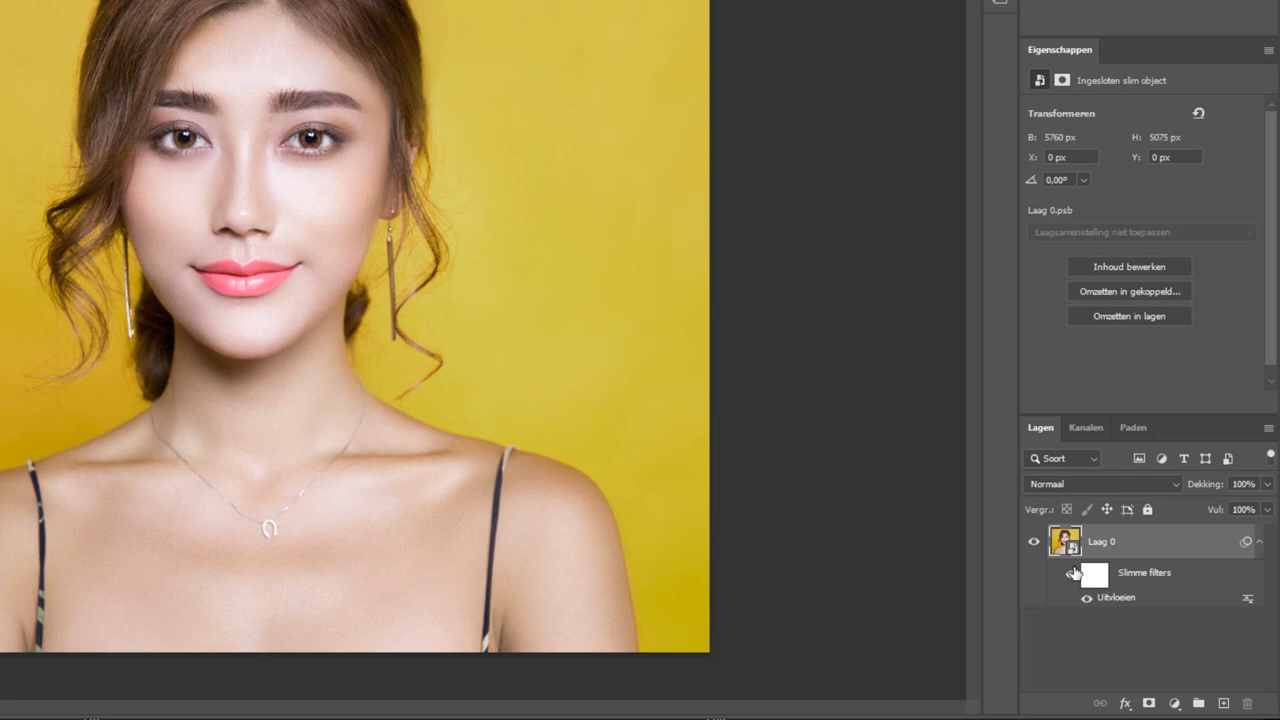 Eigenschappen
Ingesloten slim object
Transformeren
B: 5760 px H: 5075 px
X: 0 px Y: 0 px
0,00°
Laag 0.psb
Laagsamenstelling niet toepassen
Inhoud bewerken
Omzetten in gekoppeld...
Omzetten in lagen
Lagen Kanalen Paden
Soort
Normaal Dekking: 100%
Vergr.: Vul: 100%
Laag 0
Slimme filters
Uitvloeien
fx